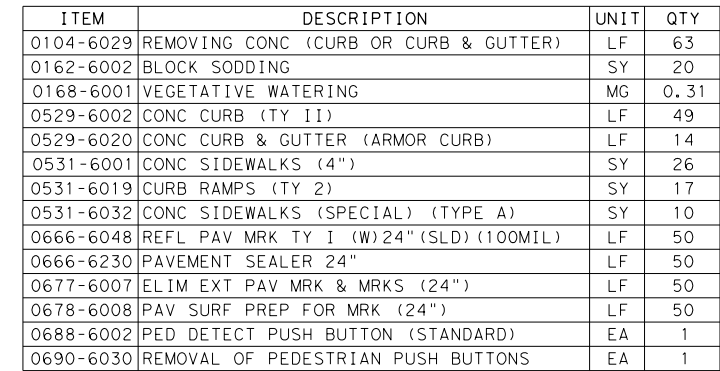 ITEM DESCRIPTION UNIT QTY
0104-6029 REMOVING CONC (CURB OR CURB & GUTTER) LF 63
0162-6002 BLOCK SODDING SY 20
0168-6001 VEGETATIVE WATERING MG 0.31
0529-6002 CONC CURB (TY II) LF 49
0529-6020 CONC CURB & GUTTER (ARMOR CURB) LF 14
0531-6001 CONC SIDEWALKS (4") SY 26
0531-6019 CURB RAMPS (TY 2) SY 17
0531-6032 CONC SIDEWALKS (SPECIAL) (TYPE A) SY 10
0666-6048 REFL PAV MRK TY I (W)24"(SLD)(100MIL) LF 50
0666-6230 PAVEMENT SEALER 24" LF 50
0677-6007 ELIM EXT PAV MRK & MRKS (24") LF 50
0678-6008 PAV SURF PREP FOR MRK (24") LF 50
0688-6002 PED DETECT PUSH BUTTON (STANDARD) EA 1
0690-6030 REMOVAL OF PEDESTRIAN PUSH BUTTONS EA 1